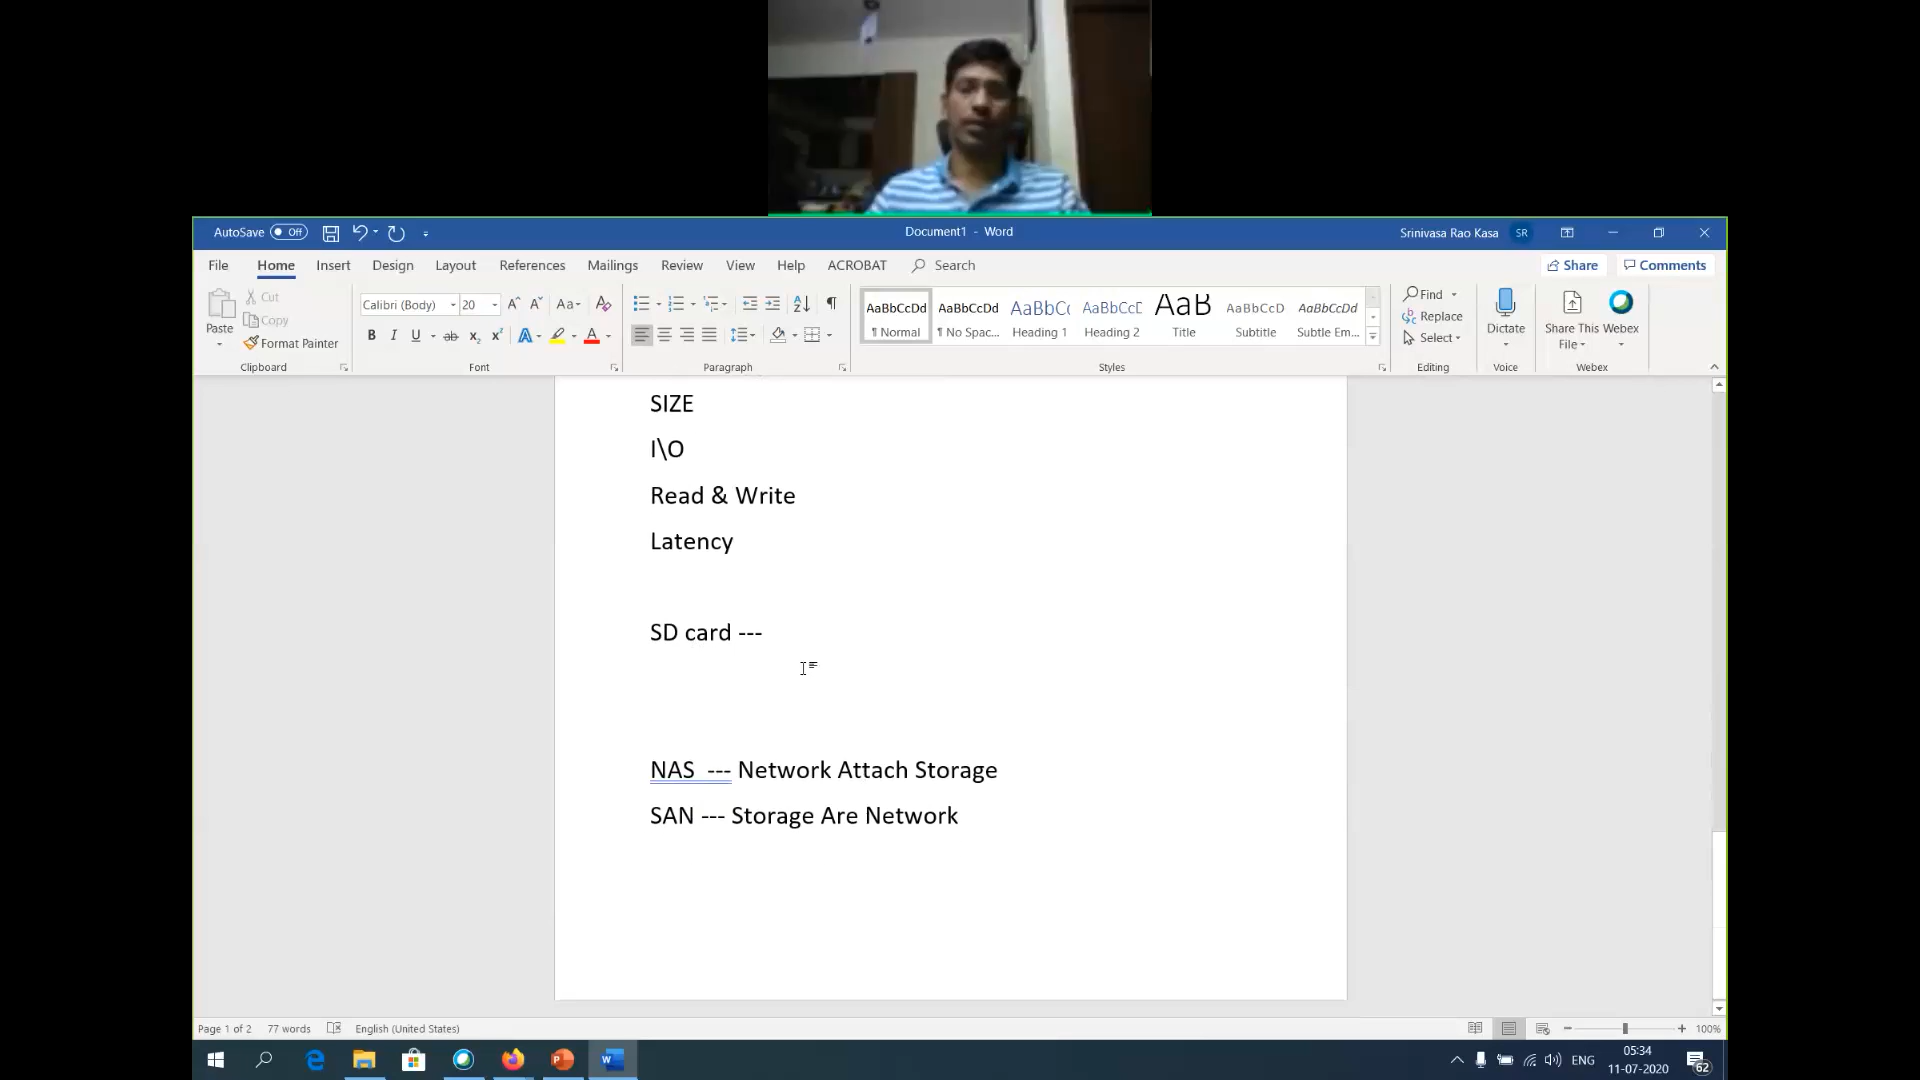 AutoSave Off
Document1 - Word
Srinivasa Rao Kasa SR
File Home Insert Design Layout References Mailings Review View Help ACROBAT Search
Share Comments
Paste
Cut
Copy
Format Painter
Clipboard
Calibri (Body) 20
Font
Paragraph
AaBbCcDd AaBbCcDd AaBbCc AaBbCcD AaB AaBbCcD AaBbCcDd
¶ Normal ¶ No Spac... Heading 1 Heading 2 Title Subtitle Subtle Em...
Styles
Find
Replace
Select
Editing
Dictate
Voice
Share This File
Webex
Webex
SIZE
I\O
Read & Write
Latency
SD card ---
NAS --- Network Attach Storage
SAN --- Storage Are Network
Page 1 of 2 77 words English (United States)
100%
ENG
05:34
11-07-2020
62